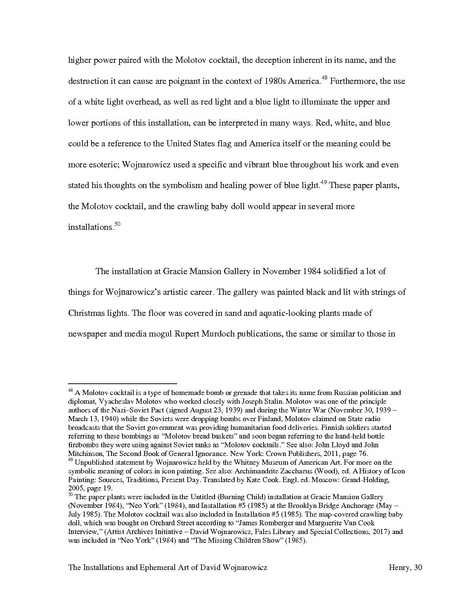 higher power paired with the Molotov cocktail, the deception inherent in its name, and the
destruction it can cause are poignant in the context of 1980s America.48 Furthermore, the use
of a white light overhead, as well as red light and a blue light to illuminate the upper and
lower portions of this installation, can be interpreted in many ways. Red, white, and blue
could be a reference to the United States flag and America itself or the meaning could be
more esoteric; Wojnarowicz used a specific and vibrant blue throughout his work and even
stated his thoughts on the symbolism and healing power of blue light.49 These paper plants,
the Molotov cocktail, and the crawling baby doll would appear in several more
installations.50
The installation at Gracie Mansion Gallery in November 1984 solidified a lot of
things for Wojnarowicz's artistic career. The gallery was painted black and lit with strings of
Christmas lights. The floor was covered in sand and aquatic-looking plants made of
newspaper and media mogul Rupert Murdoch publications, the same or similar to those in
48 A Molotov cocktail is a type of homemade bomb or grenade that takes its name from Russian politician and
diplomat, Vyacheslav Molotov who worked closely with Joseph Stalin. Molotov was one of the principle
authors of the Nazi–Soviet Pact (signed August 23, 1939) and during the Winter War (November 30, 1939 –
March 13, 1940) while the Soviets were dropping bombs over Finland, Molotov claimed on State radio
broadcasts that the Soviet government was providing humanitarian food deliveries. Finnish soldiers started
referring to these bombings as "Molotov bread baskets" and soon began referring to the hand-held bottle
firebombs they were using against Soviet tanks as "Molotov cocktails." See also: John Lloyd and John
Mitchinson, The Second Book of General Ignorance. New York: Crown Publishers, 2011, page 76.
49 Unpublished statement by Wojnarowicz held by the Whitney Museum of American Art. For more on the
symbolic meaning of colors in icon painting. See also: Archimandrite Zacchaeus (Wood), ed. A History of Icon
Painting: Sources, Traditions, Present Day. Translated by Kate Cook. Engl. ed. Moscow: Grand-Holding,
2005, page 19.
50 The paper plants were included in the Untitled (Burning Child) installation at Gracie Mansion Gallery
(November 1984), "Neo York" (1984), and Installation #5 (1985) at the Brooklyn Bridge Anchorage (May –
July 1985). The Molotov cocktail was also included in Installation #5 (1985). The map-covered crawling baby
doll, which was bought on Orchard Street according to "James Romberger and Marguerite Van Cook
Interview," (Artist Archives Initiative – David Wojnarowicz, Fales Library and Special Collections, 2017) and
was included in "Neo York" (1984) and "The Missing Children Show" (1985).
The Installations and Ephemeral Art of David Wojnarowicz Henry, 30